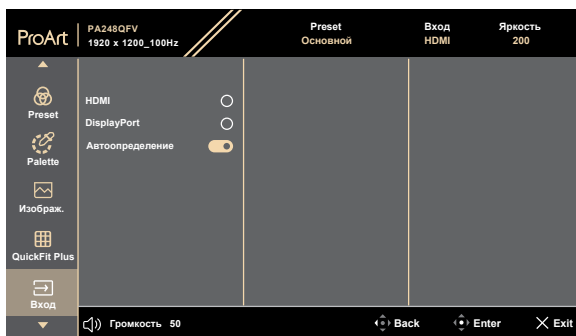 ProArt
PA248QFV
1920 x 1200_100Hz
Preset
Основной
Вход
HDMI
Яркость
200
Preset
Palette
Изображ.
QuickFit Plus
Вход
HDMI
DisplayPort
Автоопределение
Громкость 50
Back
Enter
Exit